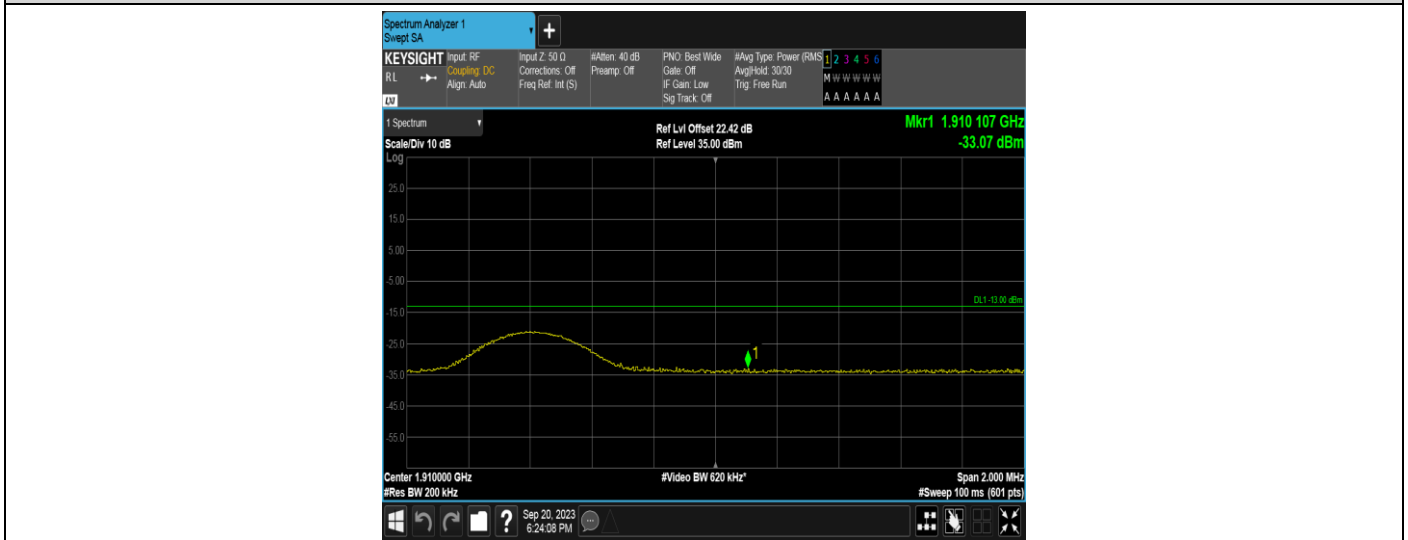 Spectrum Analyzer 1
Swept SA
+
KEYSIGHT
RL
LXI
Input: RF
Coupling: DC
Align: Auto
Input Z: 50 Ω
Corrections: Off
Freq Ref: Int (S)
#Atten: 40 dB
Preamp: Off
PNO: Best Wide
Gate: Off
IF Gain: Low
Sig Track: Off
#Avg Type: Power (RMS
Avg|Hold: 30/30
Trig: Free Run
1 2 3 4 5 6
M W W W W W
A A A A A A
1 Spectrum
Scale/Div 10 dB
Log
Ref Lvl Offset 22.42 dB
Ref Level 35.00 dBm
Mkr1 1.910 107 GHz
-33.07 dBm
25.0
15.0
5.00
-5.00
DL1 -13.00 dBm
-15.0
-25.0
1
-35.0
-45.0
-55.0
Center 1.910000 GHz
#Res BW 200 kHz
#Video BW 620 kHz*
Span 2.000 MHz
#Sweep 100 ms (601 pts)
?
Sep 20, 2023
6:24:08 PM